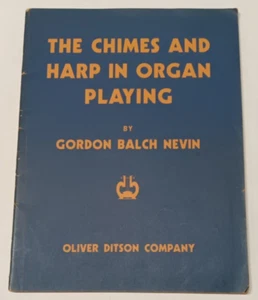 THE CHIMES AND
HARP IN ORGAN
PLAYING
BY
GORDON BALCH NEVIN
OLIVER DITSON COMPANY